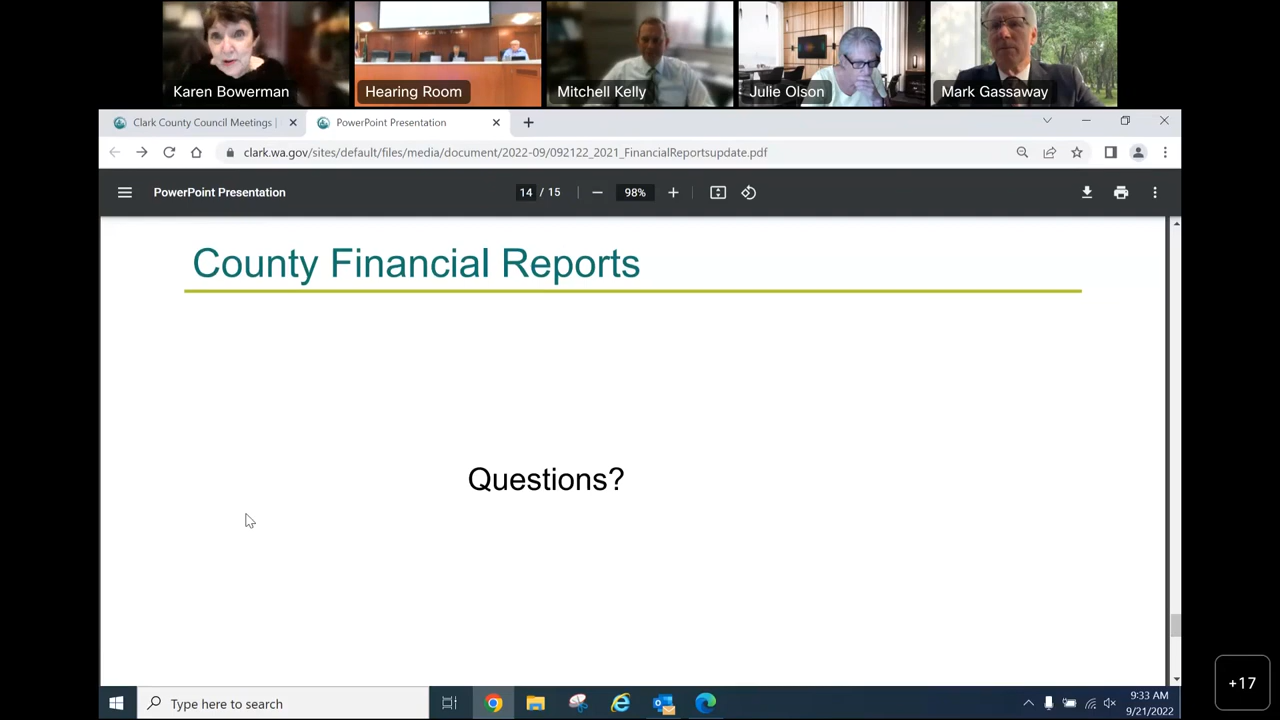 Karen Bowerman
Hearing Room
Mitchell Kelly
Julie Olson
Mark Gassaway
Clark County Council Meetings |
PowerPoint Presentation
clark.wa.gov/sites/default/files/media/document/2022-09/092122_2021_FinancialReportsupdate.pdf
PowerPoint Presentation
14 / 15
98%
County Financial Reports
Questions?
+17
Type here to search
9:33 AM
9/21/2022